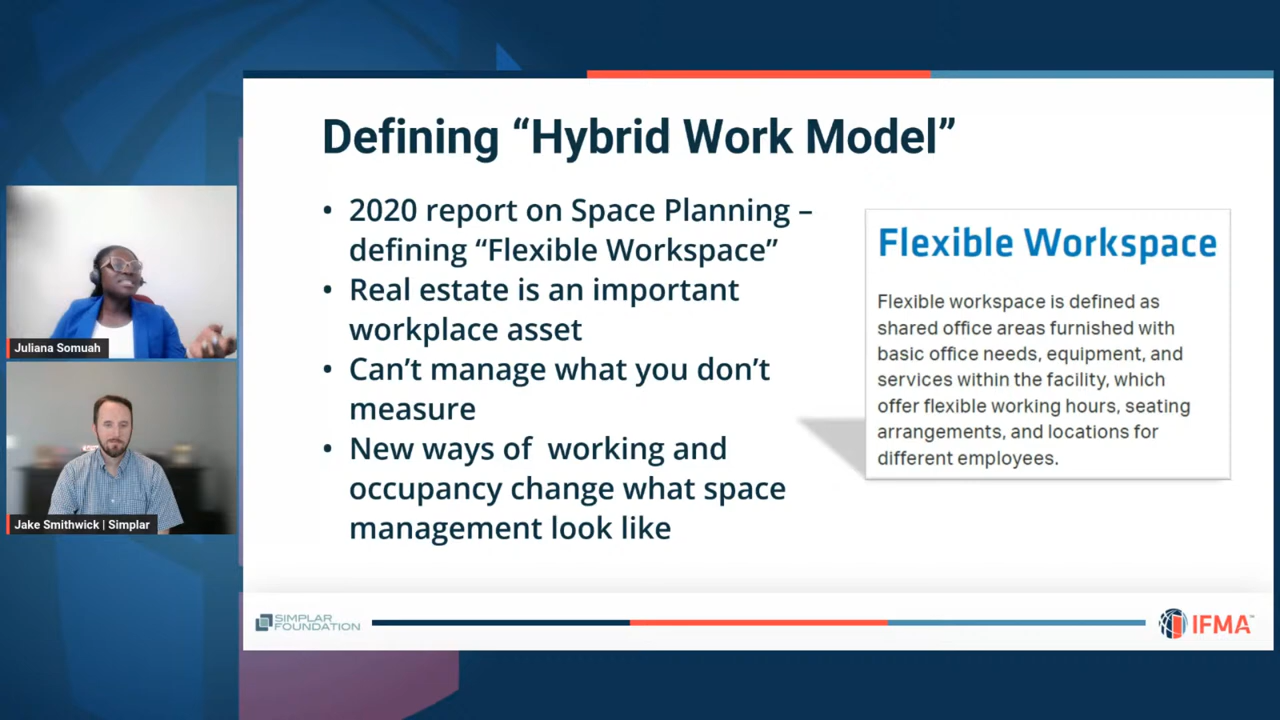 Defining “Hybrid Work Model”
• 2020 report on Space Planning –
defining “Flexible Workspace”
• Real estate is an important
workplace asset
• Can’t manage what you don’t
measure
• New ways of  working and
occupancy change what space
management look like
Flexible Workspace
Flexible workspace is defined as
shared office areas furnished with
basic office needs, equipment, and
services within the facility, which
offer flexible working hours, seating
arrangements, and locations for
different employees.
Juliana Somuah
Jake Smithwick | Simplar
SIMPLAR
FOUNDATION
IFMA™